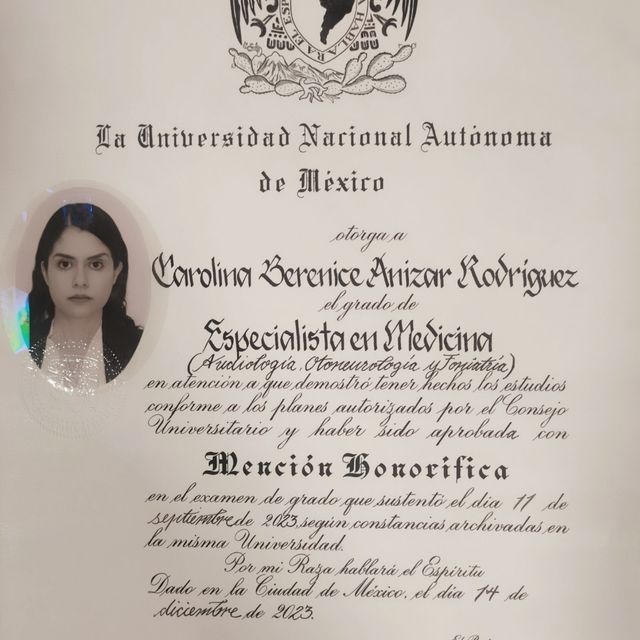 HABLARA EL ESP
La Universidad Nacional Autónoma
de México
otorga a
Carolina Berenice Anizar Rodríguez
el grado de
Especialista en Medicina
(Audiología, Otoneurología y Foniatría)
en atención a que demostró tener hechos los estudios
conforme a los planes autorizados por el Consejo
Universitario y haber sido aprobada con
Mención Honorífica
en el examen de grado que sustentó el día 11 de
septiembre de 2023, según constancias archivadas en
la misma Universidad.
Por mi Raza hablará el Espíritu
Dado en la Ciudad de México, el día 14 de
diciembre de 2023.